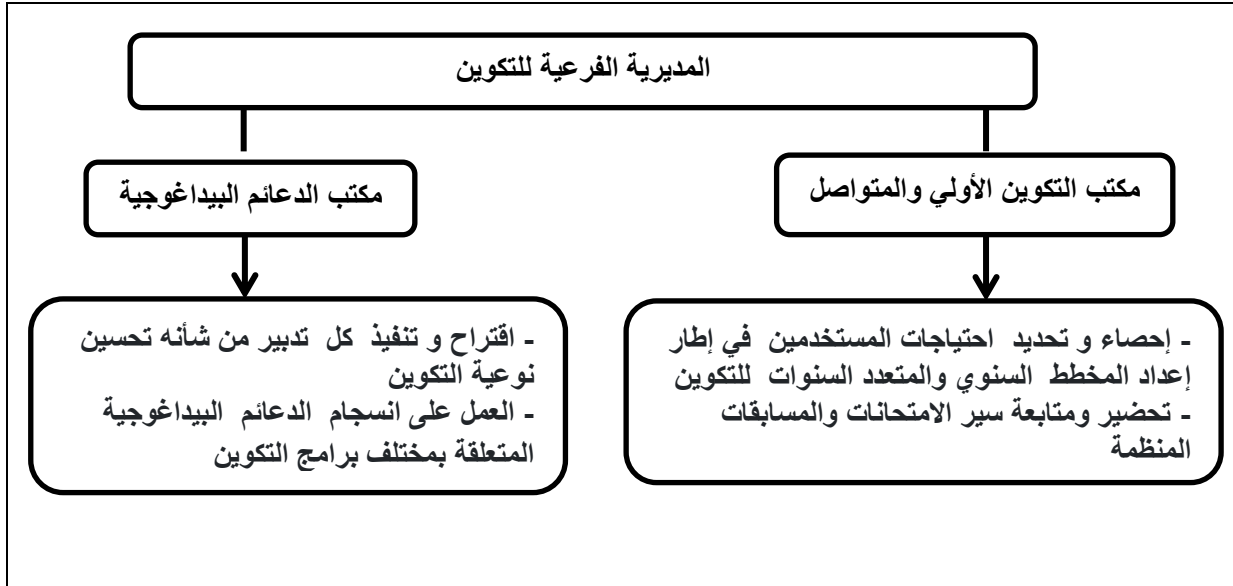 المديرية الفرعية للتكوين
مكتب التكوين الأولي والمتواصل
مكتب الدعائم البيداغوجية
- إحصاء و تحديد احتياجات المستخدمين في إطار
إعداد المخطط السنوي والمتعدد السنوات للتكوين
- تحضير ومتابعة سير الامتحانات والمسابقات
المنظمة
- اقتراح و تنفيذ كل تدبير من شأنه تحسين
نوعية التكوين
- العمل على انسجام الدعائم البيداغوجية
المتعلقة بمختلف برامج التكوين